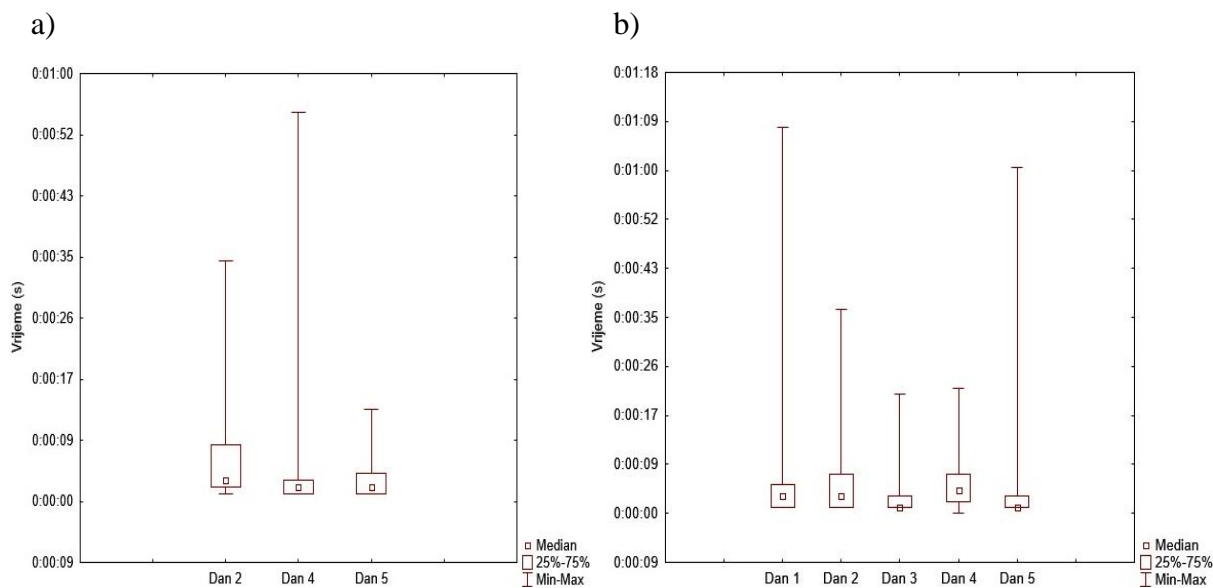 a)
0:01:00
0:00:52
0:00:43
0:00:35
0:00:26
0:00:17
0:00:09
0:00:00
0:00:09
Vrijeme (s)
Dan 2 Dan 4 Dan 5
Median
25%-75%
Min-Max
b)
0:01:18
0:01:09
0:01:00
0:00:52
0:00:43
0:00:35
0:00:26
0:00:17
0:00:09
0:00:00
0:00:09
Vrijeme (s)
Dan 1 Dan 2 Dan 3 Dan 4 Dan 5
Median
25%-75%
Min-Max